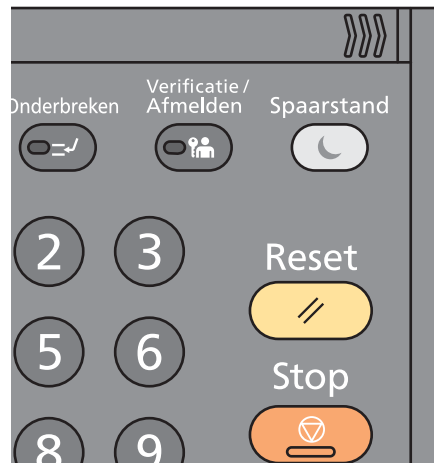 Verificatie /
Onderbreken Afmelden Spaarstand
2 3 Reset
5 6
Stop
8 9